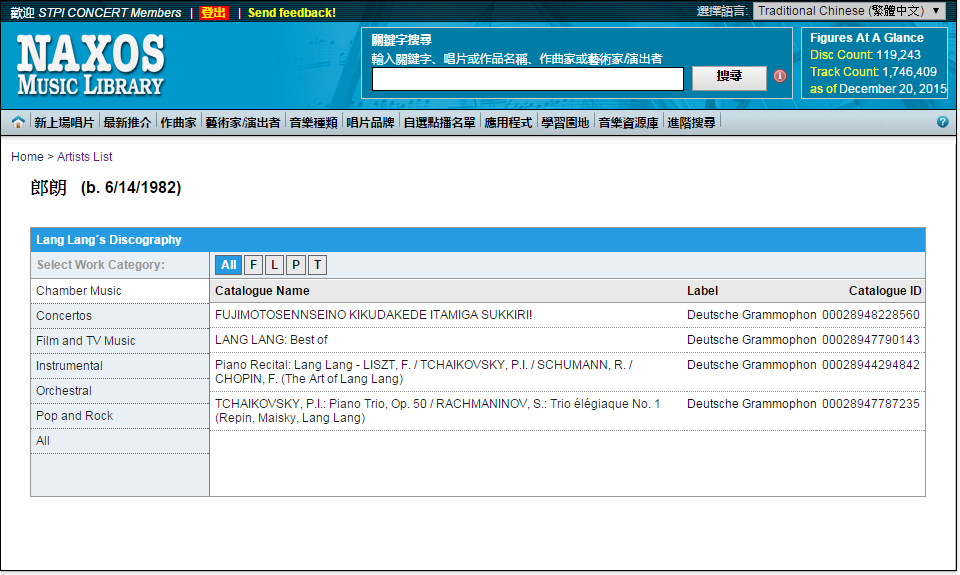 歡迎 STPI CONCERT Members | 登出 | Send feedback!
選擇語言: Traditional Chinese (繁體中文) ▼
NAXOS
MUSIC LIBRARY
關鍵字搜尋
輸入關鍵字、唱片或作品名稱、作曲家或藝術家/演出者
搜尋
Figures At A Glance
Disc Count: 119,243
Track Count: 1,746,409
as of December 20, 2015
新上場唱片 | 最新推介 | 作曲家 | 藝術家/演出者 | 音樂種類 | 唱片品牌 | 自選點播名單 | 應用程式 | 學習園地 | 音樂資源庫 | 進階搜尋 | ?
Home > Artists List
郎朗 (b. 6/14/1982)
Lang Lang´s Discography
Select Work Category:
Chamber Music
Concertos
Film and TV Music
Instrumental
Orchestral
Pop and Rock
All
All F L P T
Catalogue Name Label Catalogue ID
FUJIMOTOSENNSEINO KIKUDAKEDE ITAMIGA SUKKIRI! Deutsche Grammophon 00028948228560
LANG LANG: Best of Deutsche Grammophon 00028947790143
Piano Recital: Lang Lang - LISZT, F. / TCHAIKOVSKY, P.I. / SCHUMANN, R. / Deutsche Grammophon 00028944294842
CHOPIN, F. (The Art of Lang Lang)
TCHAIKOVSKY, P.I.: Piano Trio, Op. 50 / RACHMANINOV, S.: Trio élégiaque No. 1 Deutsche Grammophon 00028947787235
(Repin, Maisky, Lang Lang)